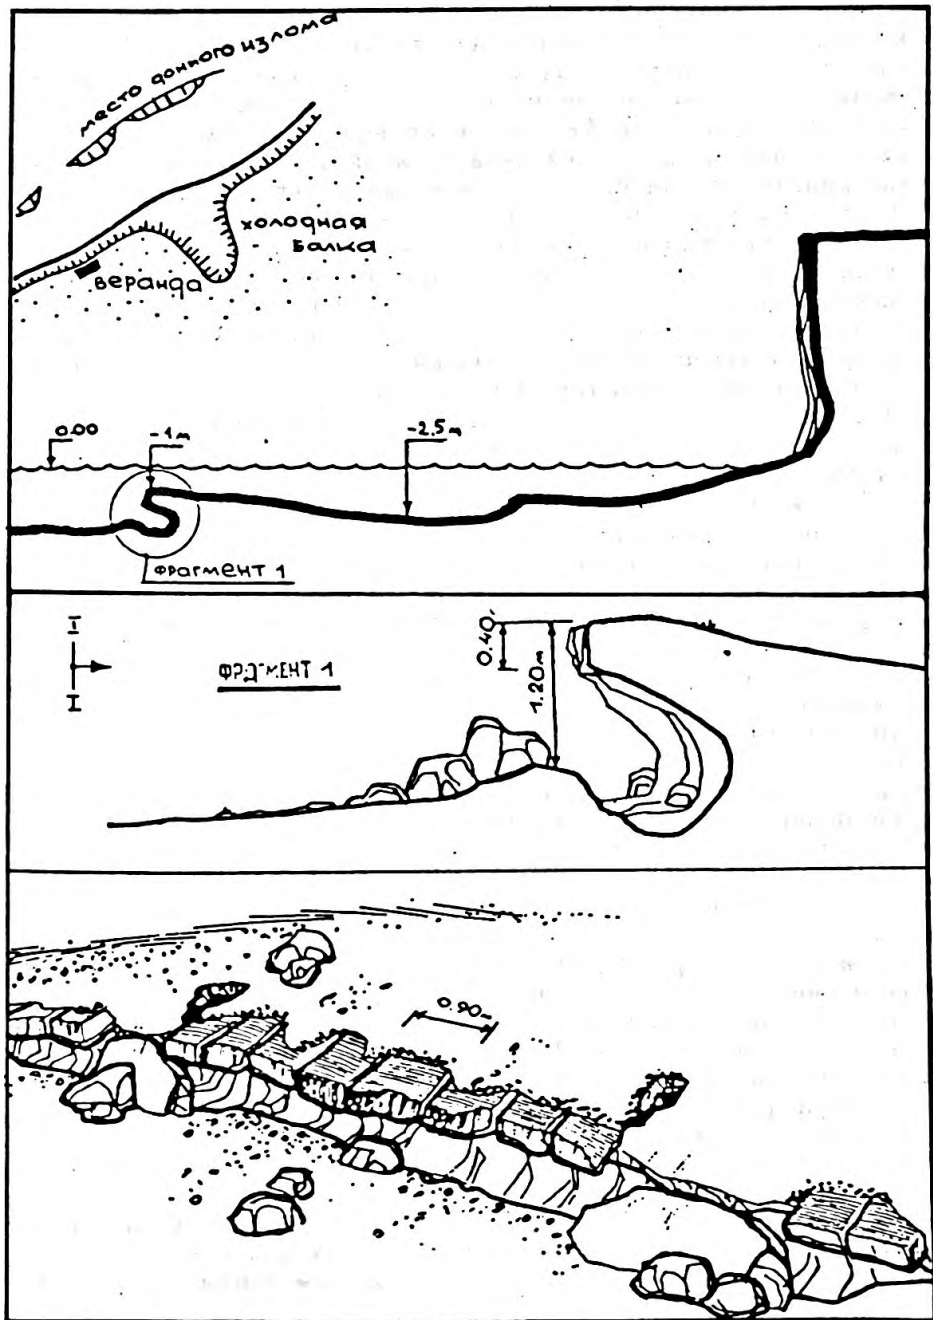 место донного излома
холодная
балка
веранда
0.00
-1м
-2,5м
ФРАГМЕНТ 1
I
I
ФРАГМЕНТ 1
0.40
1.20м
0.90м